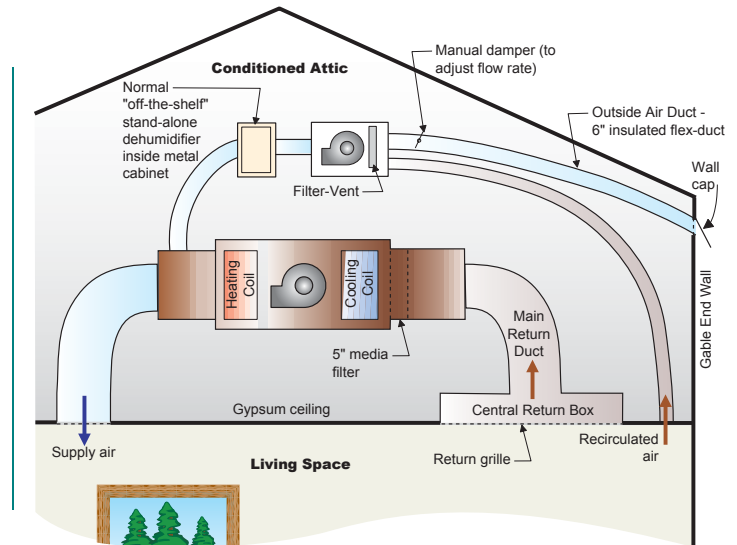 Conditioned Attic
Manual damper (to
adjust flow rate)
Normal
"off-the-shelf"
stand-alone
dehumidifier
inside metal
cabinet
Outside Air Duct -
6" insulated flex-duct
Wall
cap
Filter-Vent
Heating
Coil
Cooling
Coil
Gable End Wall
Main
Return
Duct
5" media
filter
Gypsum ceiling
Central Return Box
Supply air
Living Space
Return grille
Recirculated
air